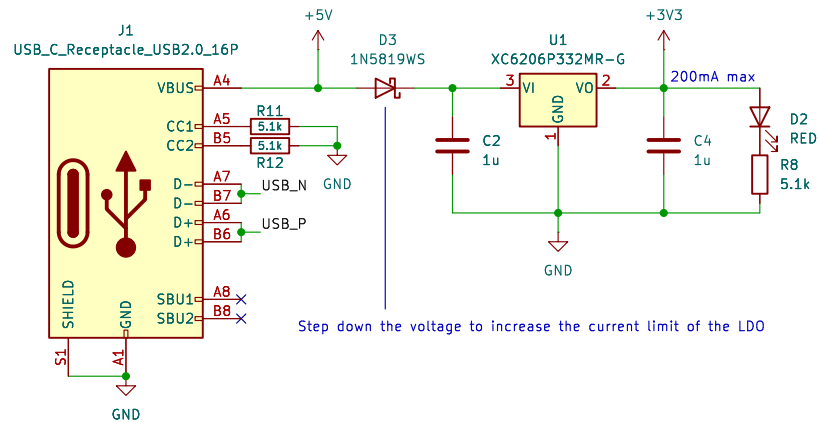 J1
USB_C_Receptacle_USB2.0_16P
VBUS A4
CC1 A5
CC2 B5
D- A7
D- B7
D+ A6
D+ B6
SBU1 A8
SBU2 B8
SHIELD
GND
S1
A1
GND
R11
5.1k
5.1k
R12
GND
USB_N
USB_P
+5V
D3
1N5819WS
U1
XC6206P332MR-G
3 VI VO 2
GND
1
C2
1u
GND
+3V3
200mA max
C4
1u
D2
RED
R8
5.1k
Step down the voltage to increase the current limit of the LDO